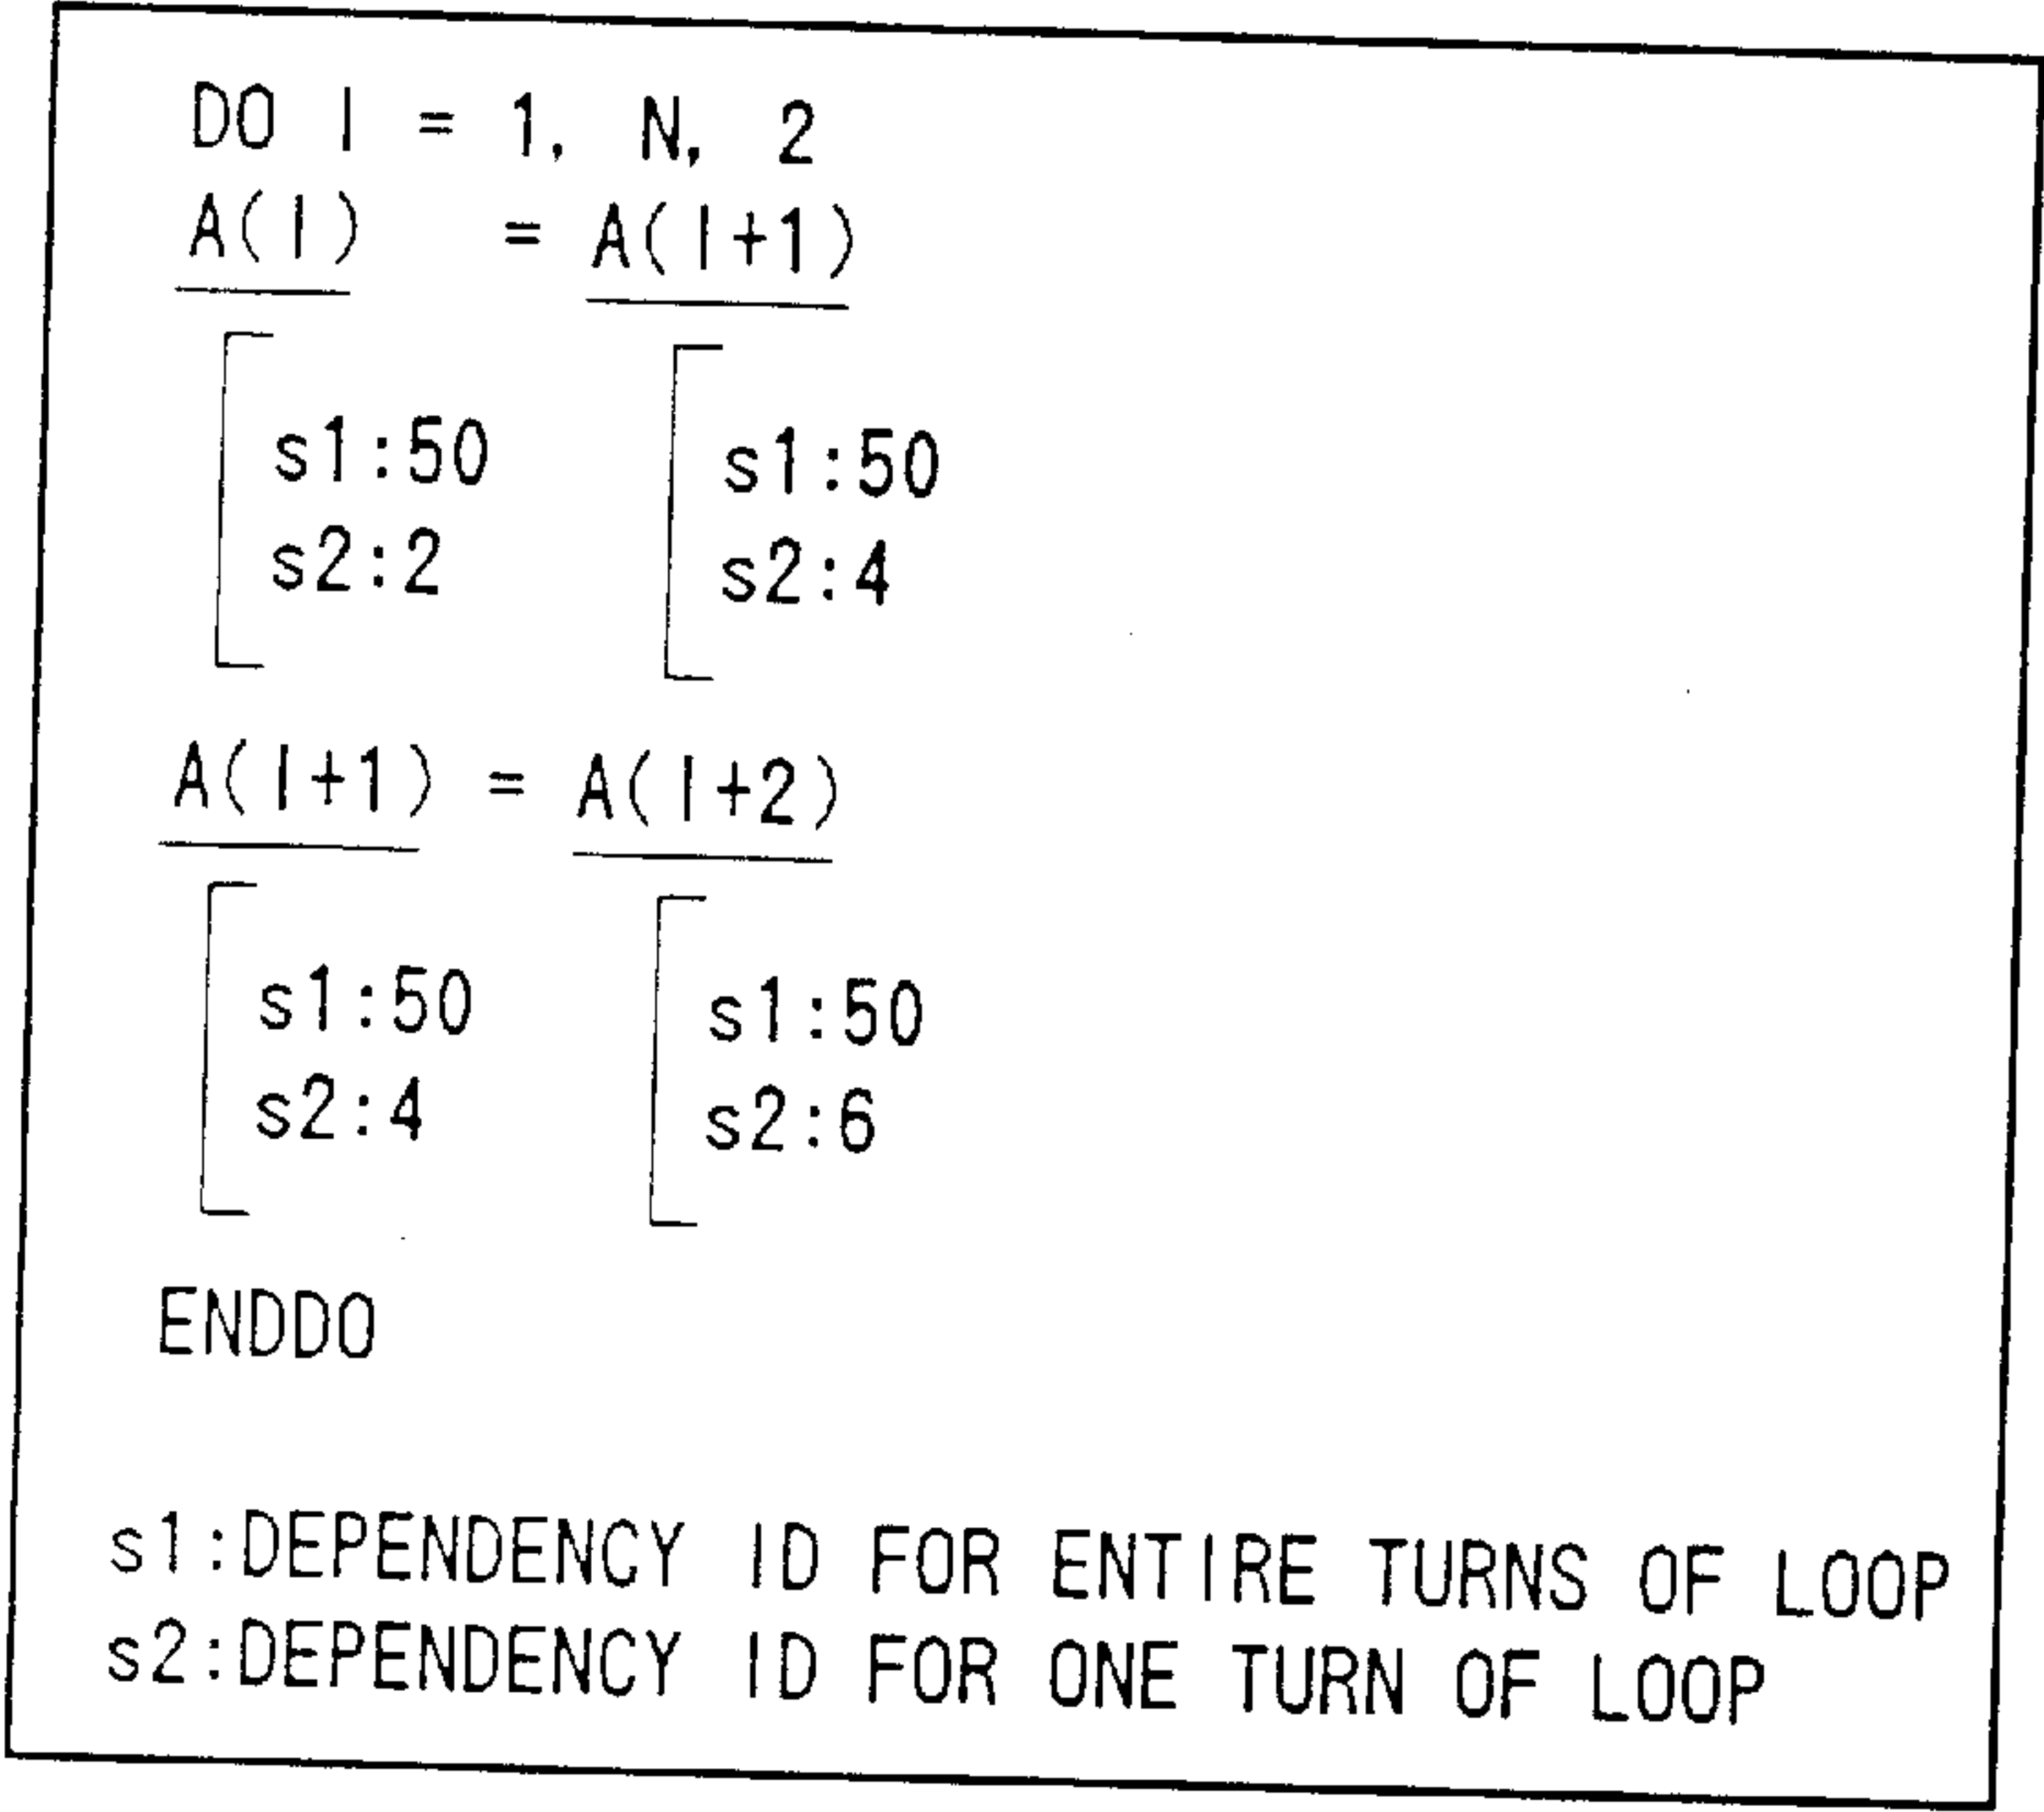 DO I = 1, N, 2
A(I) = A(I+1)
s1:50 s1:50
s2:2 s2:4
A(I+1) = A(I+2)
s1:50 s1:50
s2:4 s2:6
ENDDO
s1:DEPENDENCY ID FOR ENTIRE TURNS OF LOOP
s2:DEPENDENCY ID FOR ONE TURN OF LOOP